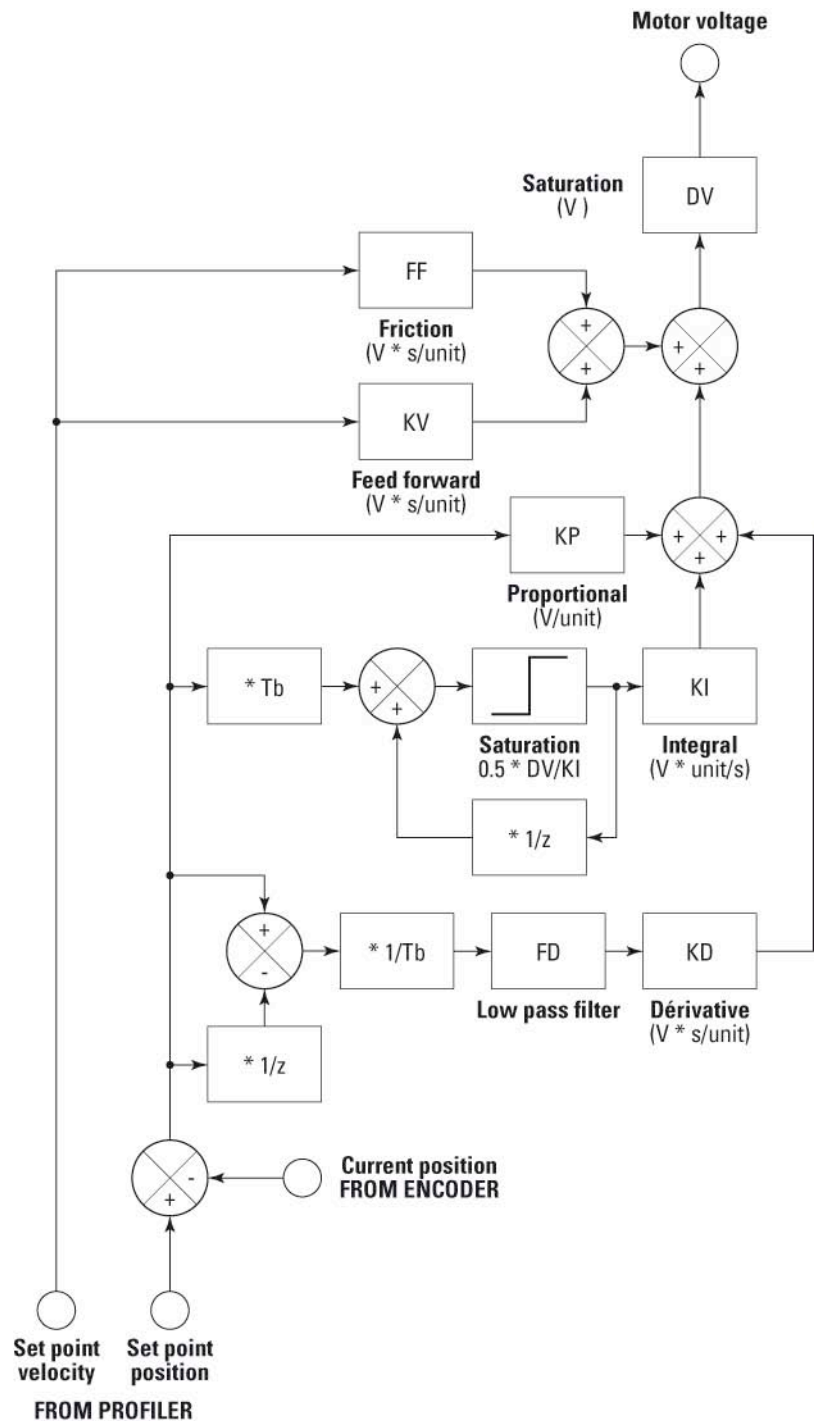 Motor voltage
Saturation
(V )
DV
FF
+
Friction
(V * s/unit)
+
+
+
+
KV
Feed forward
(V * s/unit)
KP
+
+
+
Proportional
(V/unit)
* Tb
+
+
KI
Saturation
0.5 * DV/KI
Integral
(V * unit/s)
* 1/z
+
-
* 1/Tb
FD
KD
Low pass filter
Dérivative
(V * s/unit)
* 1/z
-
+
Current position
FROM ENCODER
Set point
velocity
Set point
position
FROM PROFILER